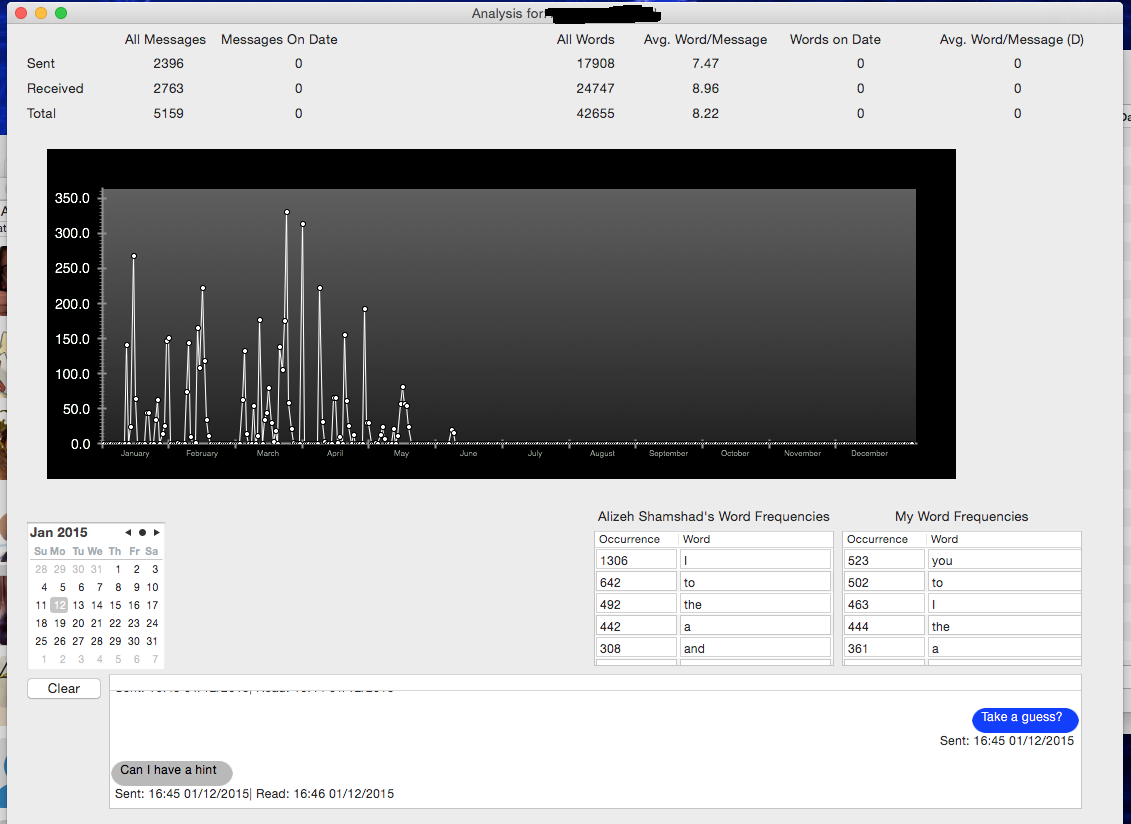 Analysis for:
All Messages Messages On Date All Words Avg. Word/Message Words on Date Avg. Word/Message (D)
Sent 2396 0 17908 7.47 0 0
Received 2763 0 24747 8.96 0 0
Total 5159 0 42655 8.22 0 0
350.0
300.0
250.0
200.0
150.0
100.0
50.0
0.0
January February March April May June July August September October November December
Jan 2015
Su Mo Tu We Th Fr Sa
28 29 30 31 1 2 3
4 5 6 7 8 9 10
11 12 13 14 15 16 17
18 19 20 21 22 23 24
25 26 27 28 29 30 31
1 2 3 4 5 6 7
Clear
Alizeh Shamshad's Word Frequencies
Occurrence Word
1306 I
642 to
492 the
442 a
308 and
My Word Frequencies
Occurrence Word
523 you
502 to
463 I
444 the
361 a
Take a guess?
Sent: 16:45 01/12/2015
Can I have a hint
Sent: 16:45 01/12/2015| Read: 16:46 01/12/2015